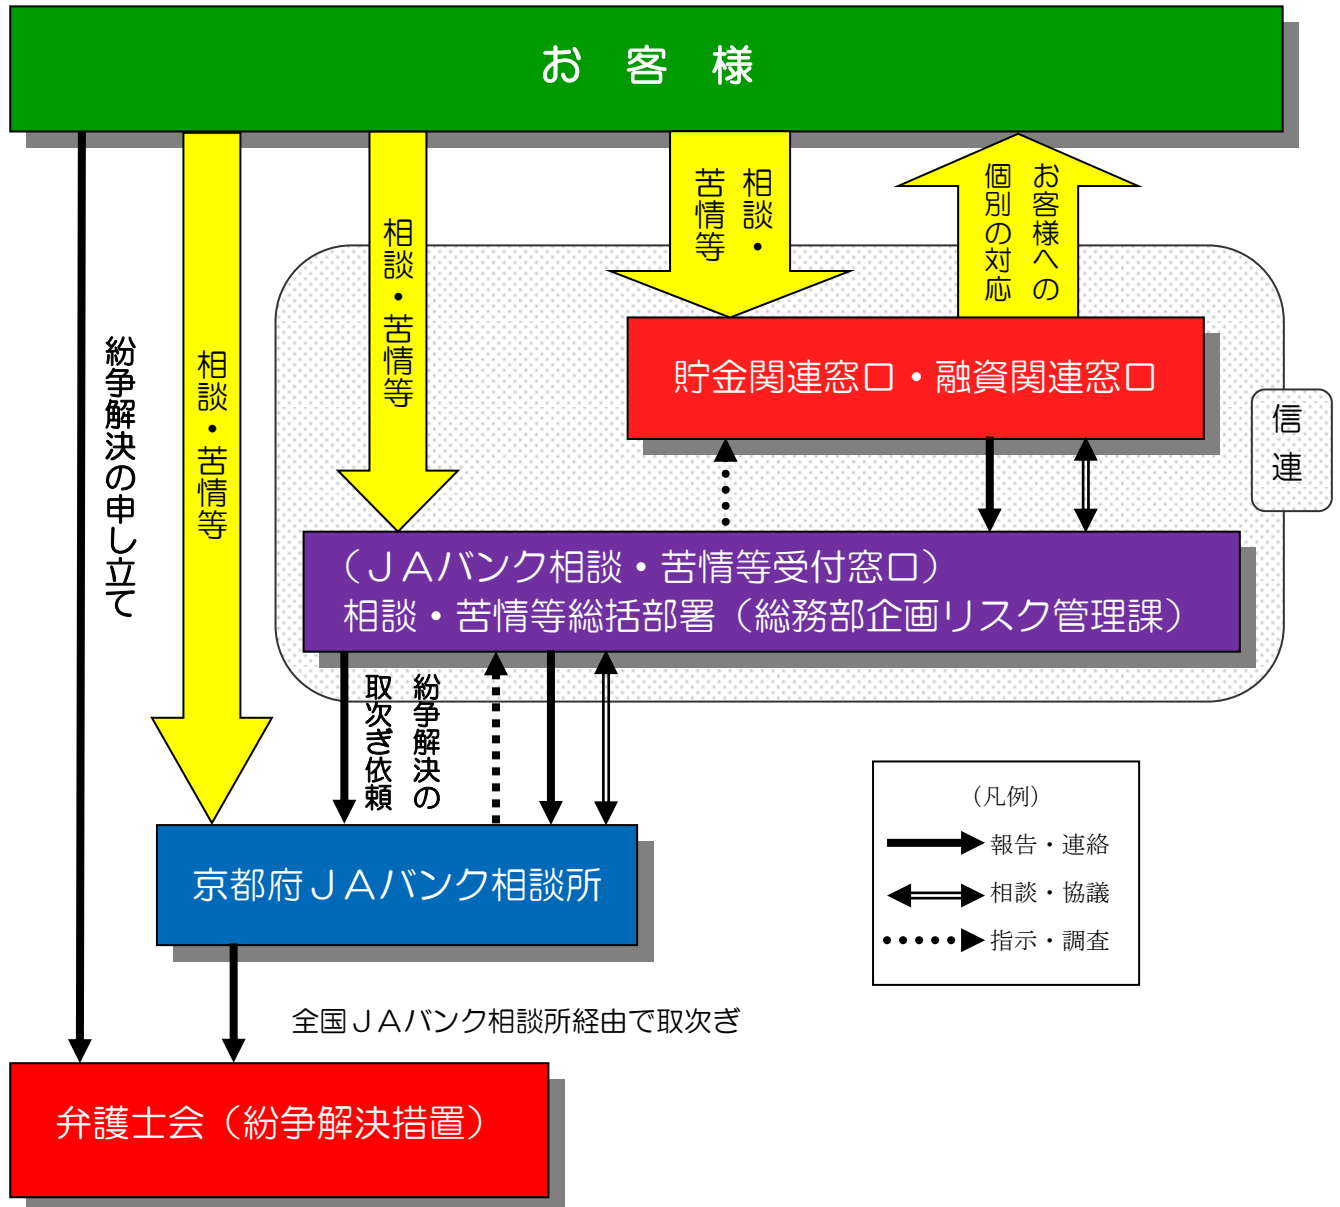 お　客　様
紛争解決の申し立て
相談・苦情等
相談・苦情等
相談・
苦情等
お客様への
個別の対応
貯金関連窓口・融資関連窓口
信
連
（ＪＡバンク相談・苦情等受付窓口）
相談・苦情等総括部署（総務部企画リスク管理課）
紛争解決の
取次ぎ依頼
（凡例）
報告・連絡
相談・協議
指示・調査
京都府ＪＡバンク相談所
全国ＪＡバンク相談所経由で取次ぎ
弁護士会（紛争解決措置）